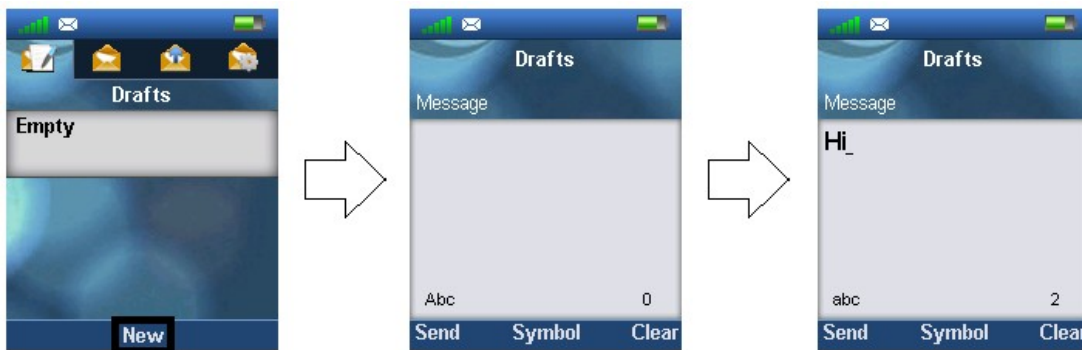 Drafts
Empty
New
Drafts
Message
Abc 0
Send Symbol Clear
Drafts
Message
Hi_
abc 2
Send Symbol Clear